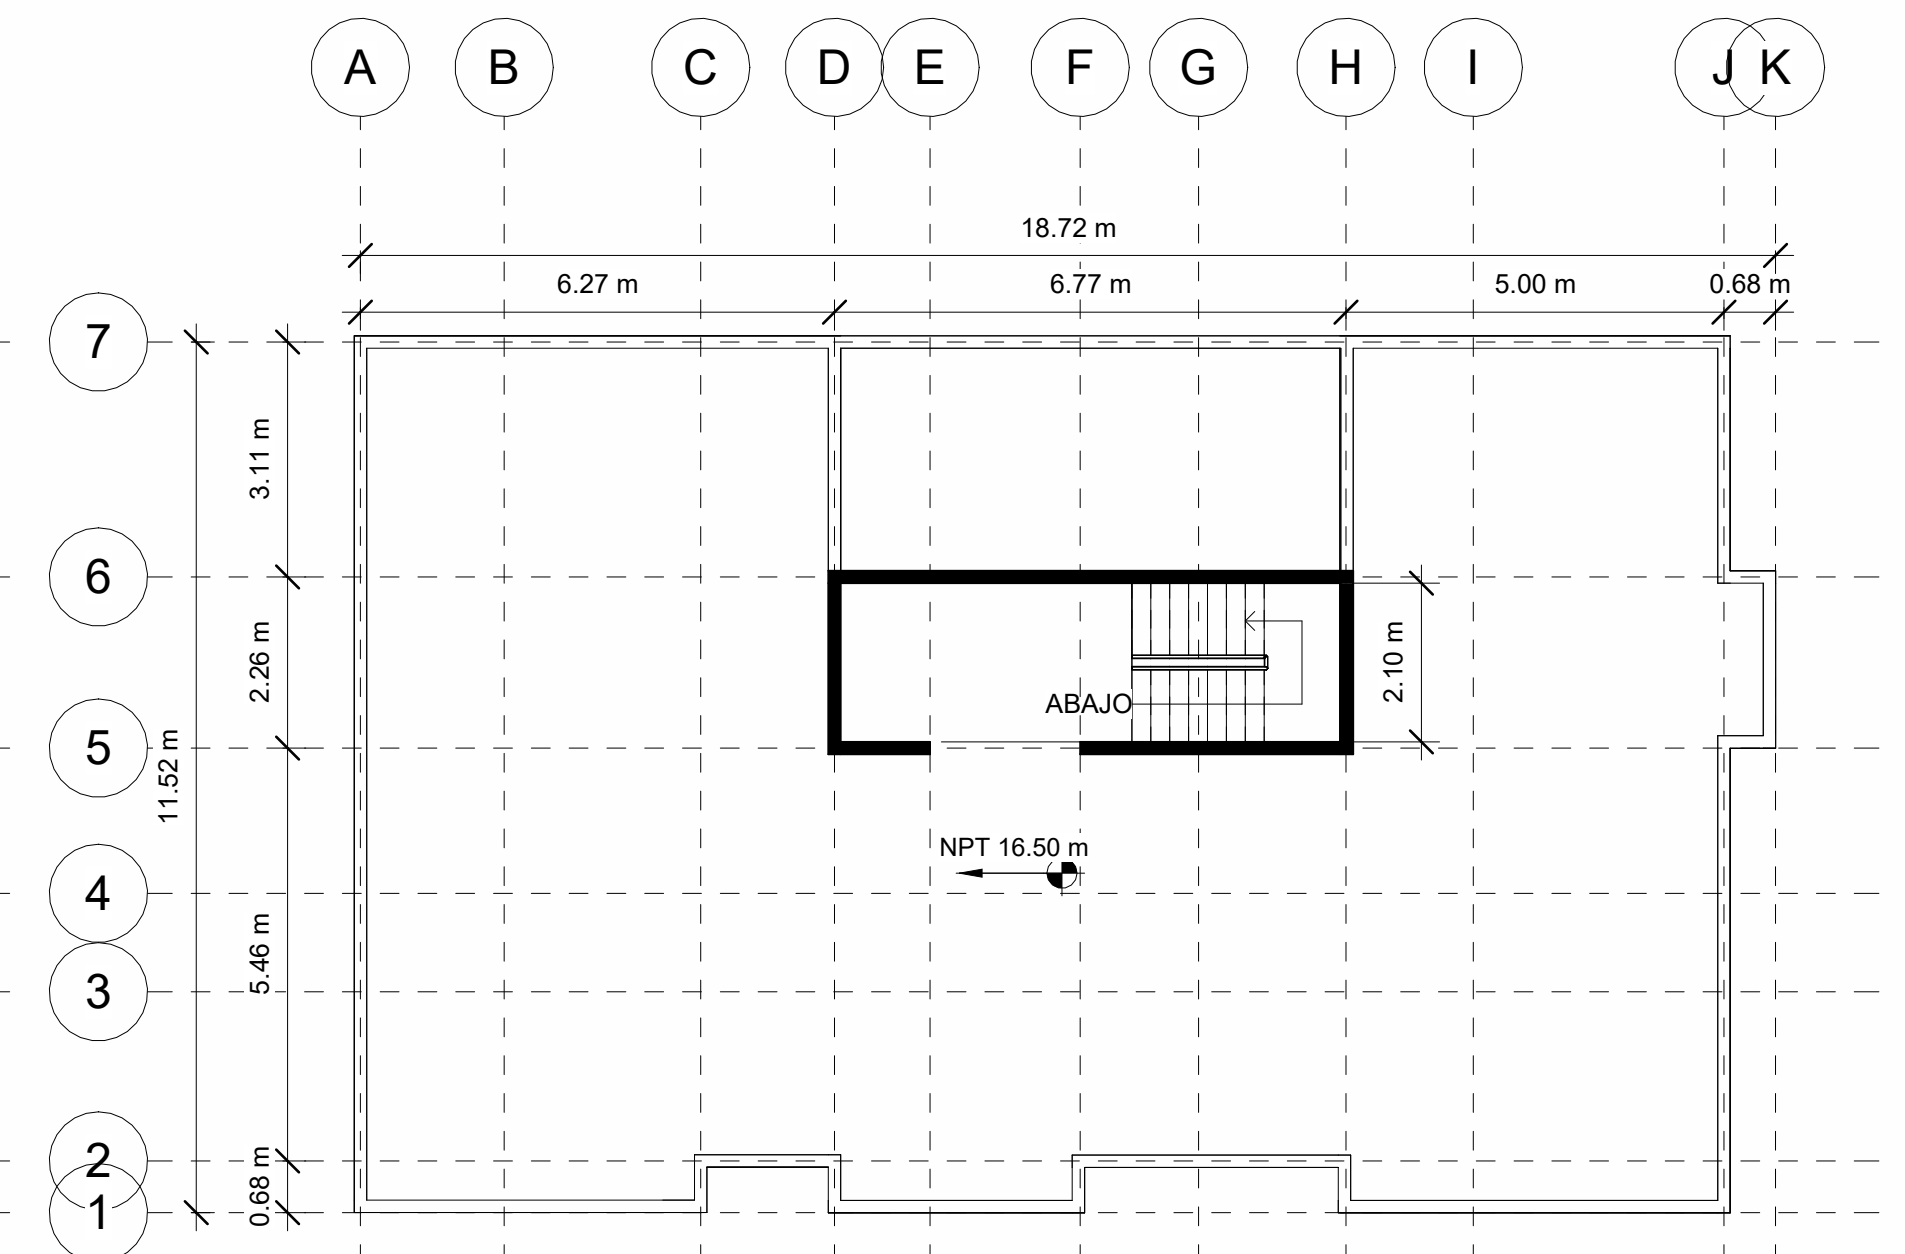 A B C D E F G H I J K
18.72 m
6.27 m 6.77 m 5.00 m 0.68 m
7
3.11 m
6
2.26 m
2.10 m
ABAJO
5
11.52 m
NPT 16.50 m
4
5.46 m
3
2
0.68 m
1